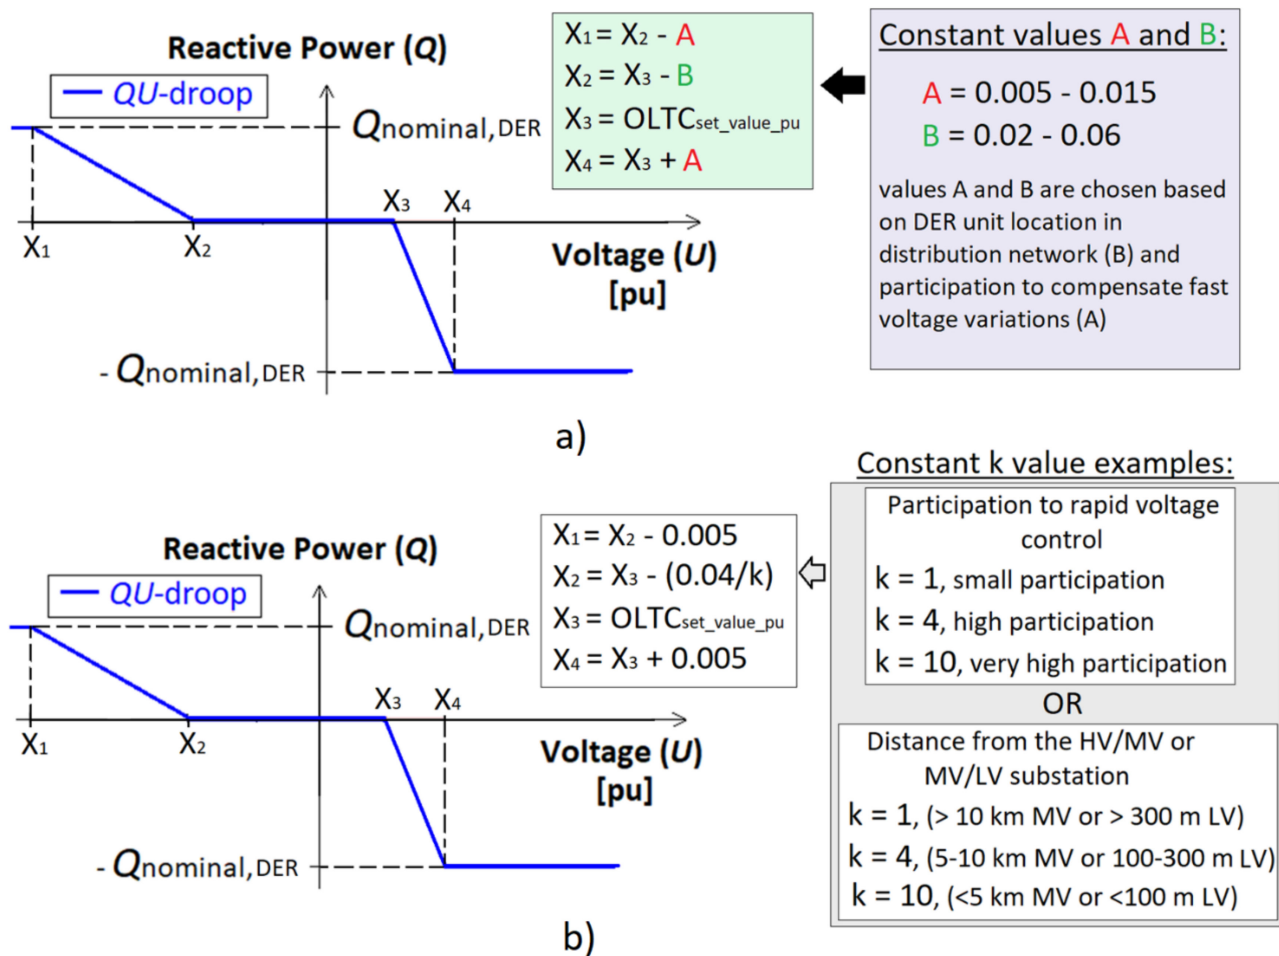 Reactive Power (Q)
QU-droop
Qnominal, DER
X1 X2 X3 X4
Voltage (U)
[pu]
- Qnominal, DER
X1 = X2 - A
X2 = X3 - B
X3 = OLTCset_value_pu
X4 = X3 + A
Constant values A and B:
A = 0.005 - 0.015
B = 0.02 - 0.06
values A and B are chosen based
on DER unit location in
distribution network (B) and
participation to compensate fast
voltage variations (A)
a)
Reactive Power (Q)
QU-droop
Qnominal, DER
X1 X2 X3 X4
Voltage (U)
[pu]
- Qnominal, DER
X1 = X2 - 0.005
X2 = X3 - (0.04/k)
X3 = OLTCset_value_pu
X4 = X3 + 0.005
Constant k value examples:
Participation to rapid voltage
control
k = 1, small participation
k = 4, high participation
k = 10, very high participation
OR
Distance from the HV/MV or
MV/LV substation
k = 1, (> 10 km MV or > 300 m LV)
k = 4, (5-10 km MV or 100-300 m LV)
k = 10, (<5 km MV or <100 m LV)
b)